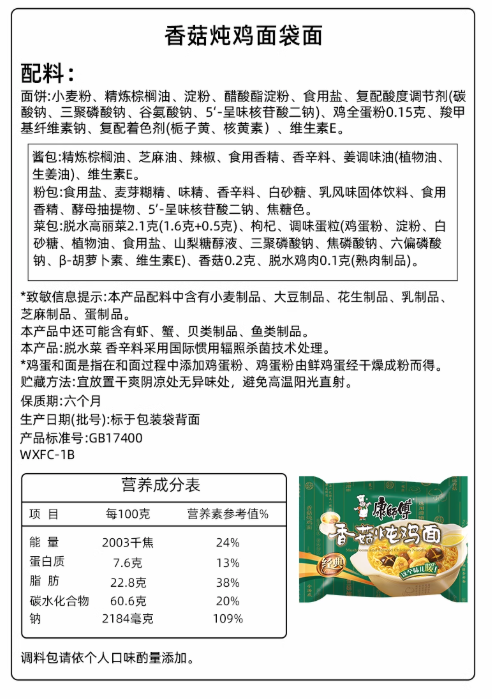 香菇炖鸡面袋面
配料：
面饼:小麦粉、精炼棕榈油、淀粉、醋酸酯淀粉、食用盐、复配酸度调节剂(碳
酸钠、三聚磷酸钠、谷氨酸钠、5′-呈味核苷酸二钠)、鸡全蛋粉0.15克、羧甲
基纤维素钠、复配着色剂(栀子黄、核黄素）、维生素E。
酱包:精炼棕榈油、芝麻油、辣椒、食用香精、香辛料、姜调味油(植物油、
生姜油)、维生素E。
粉包:食用盐、麦芽糊精、味精、香辛料、白砂糖、乳风味固体饮料、食用
香精、酵母抽提物、5′-呈味核苷酸二钠、焦糖色。
菜包:脱水高丽菜2.1克(1.6克+0.5克)、枸杞、调味蛋粒(鸡蛋粉、淀粉、白
砂糖、植物油、食用盐、山梨糖醇液、三聚磷酸钠、焦磷酸钠、六偏磷酸
钠、β-胡萝卜素、维生素E)、香菇0.2克、脱水鸡肉0.1克(熟肉制品)。
*致敏信息提示:本产品配料中含有小麦制品、大豆制品、花生制品、乳制品、
芝麻制品、蛋制品。
本产品中还可能含有虾、蟹、贝类制品、鱼类制品。
本产品:脱水菜 香辛料采用国际惯用辐照杀菌技术处理。
*鸡蛋和面是指在和面过程中添加鸡蛋粉、鸡蛋粉由鲜鸡蛋经干燥成粉而得。
贮藏方法:宜放置干爽阴凉处无异味处，避免高温阳光直射。
保质期:六个月
生产日期(批号):标于包装袋背面
产品标准号:GB17400
WXFC-1B
营养成分表
项 目 每100克 营养素参考值%
能 量 2003千焦 24%
蛋白质 7.6克 13%
脂 肪 22.8克 38%
碳水化合物 60.6克 20%
钠 2184毫克 109%
康师傅
香菇炖鸡面
经典
调料包请依个人口味酌量添加。